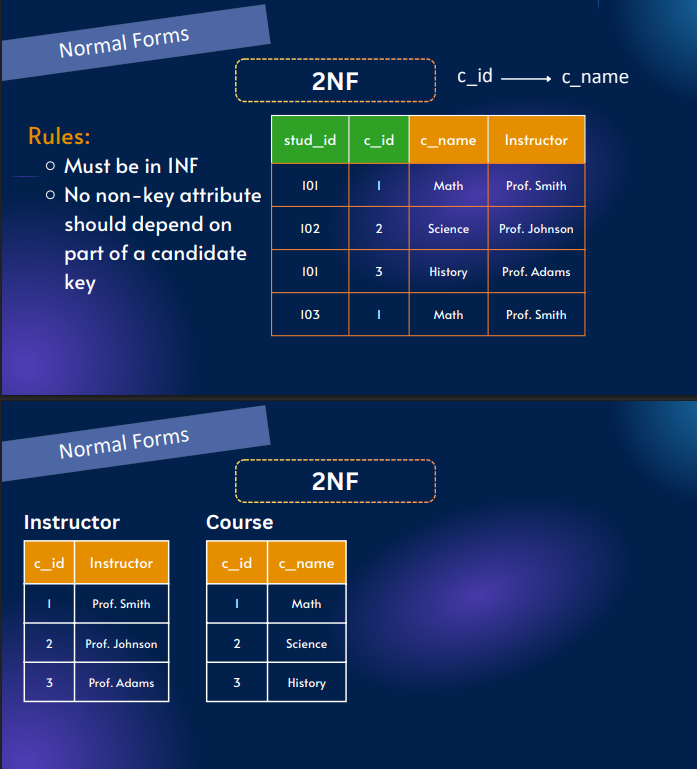 Normal Forms
2NF
c_id → c_name
Rules:
○ Must be in INF
○ No non-key attribute
should depend on
part of a candidate
key
stud_id c_id c_name Instructor
101 1 Math Prof. Smith
102 2 Science Prof. Johnson
101 3 History Prof. Adams
103 1 Math Prof. Smith
Normal Forms
2NF
Instructor
c_id Instructor
1 Prof. Smith
2 Prof. Johnson
3 Prof. Adams
Course
c_id c_name
1 Math
2 Science
3 History